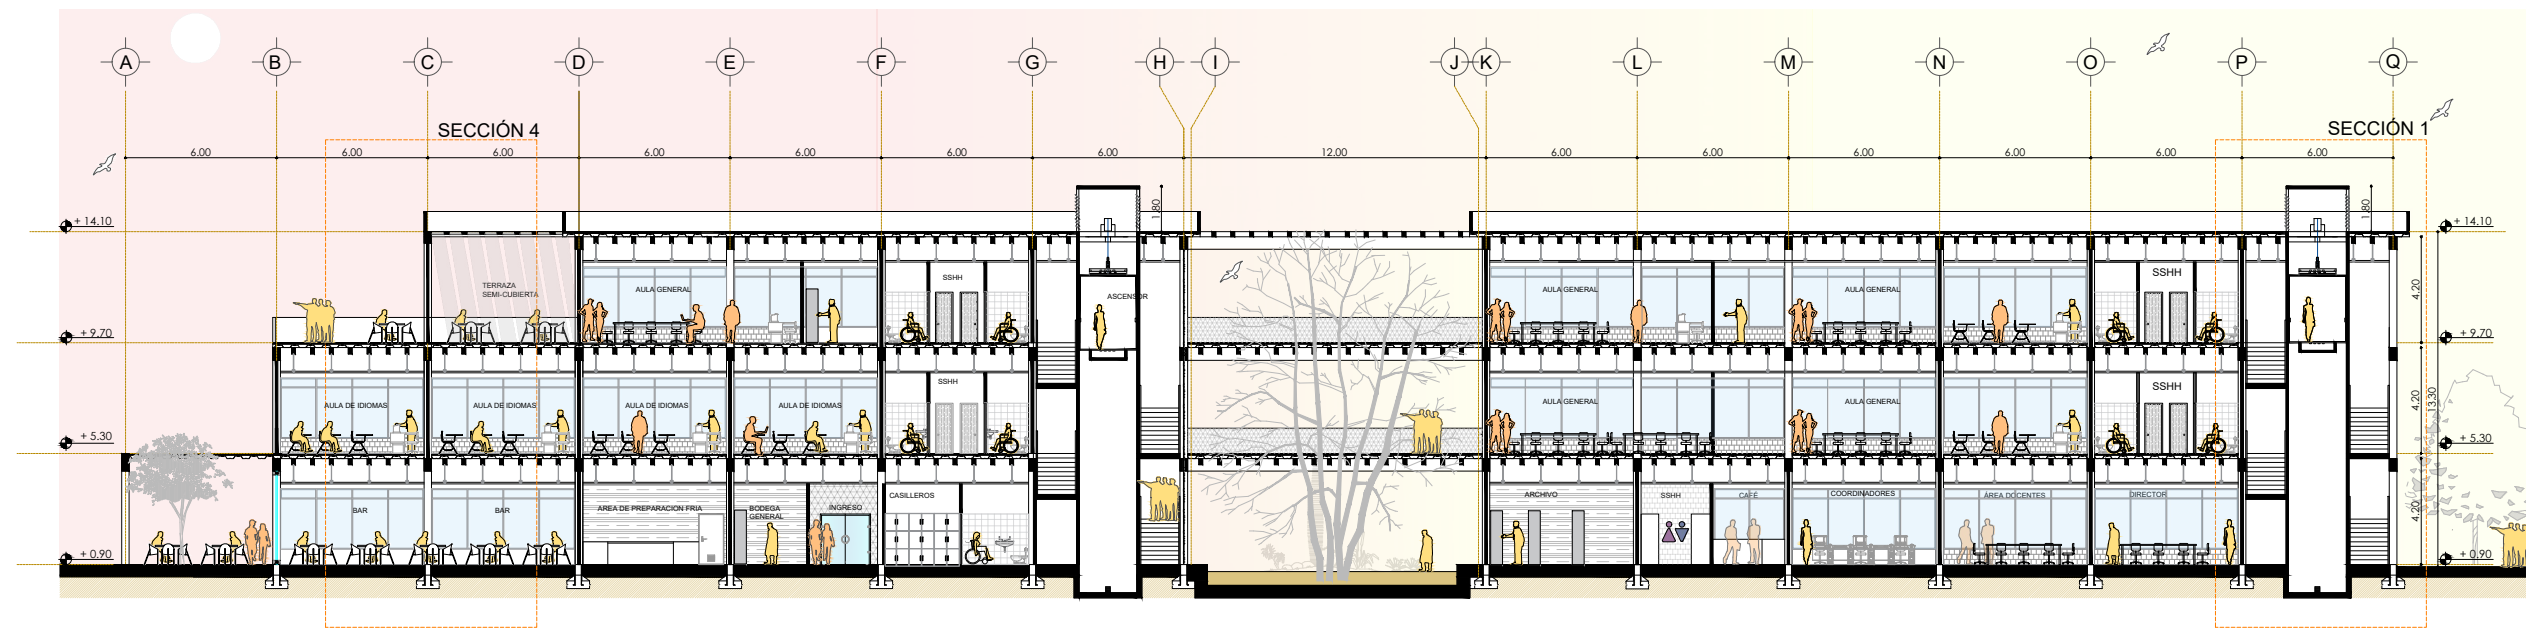 A B C D E F G H I J K L M N O P Q
SECCIÓN 4
SECCIÓN 1
6.00 6.00 6.00 6.00 6.00 6.00 6.00 12.00 6.00 6.00 6.00 6.00 6.00 6.00
1.80
1.80
+ 14.10
+ 14.10
TERRAZA
SEMI-CUBIERTA
AULA GENERAL
SSHH
ASCENSOR
AULA GENERAL
AULA GENERAL
SSHH
4.20
+ 9.70
+ 9.70
AULA DE IDIOMAS
AULA DE IDIOMAS
AULA DE IDIOMAS
AULA DE IDIOMAS
SSHH
AULA GENERAL
AULA GENERAL
SSHH
4.20
13.30
+ 5.30
+ 5.30
BAR
BAR
AREA DE PREPARACION FRIA
BODEGA
GENERAL
INGRESO
CASILLEROS
ARCHIVO
SSHH
CAFÉ
COORDINADORES
ÁREA DOCENTES
DIRECTOR
4.20
+ 0.90
+ 0.90